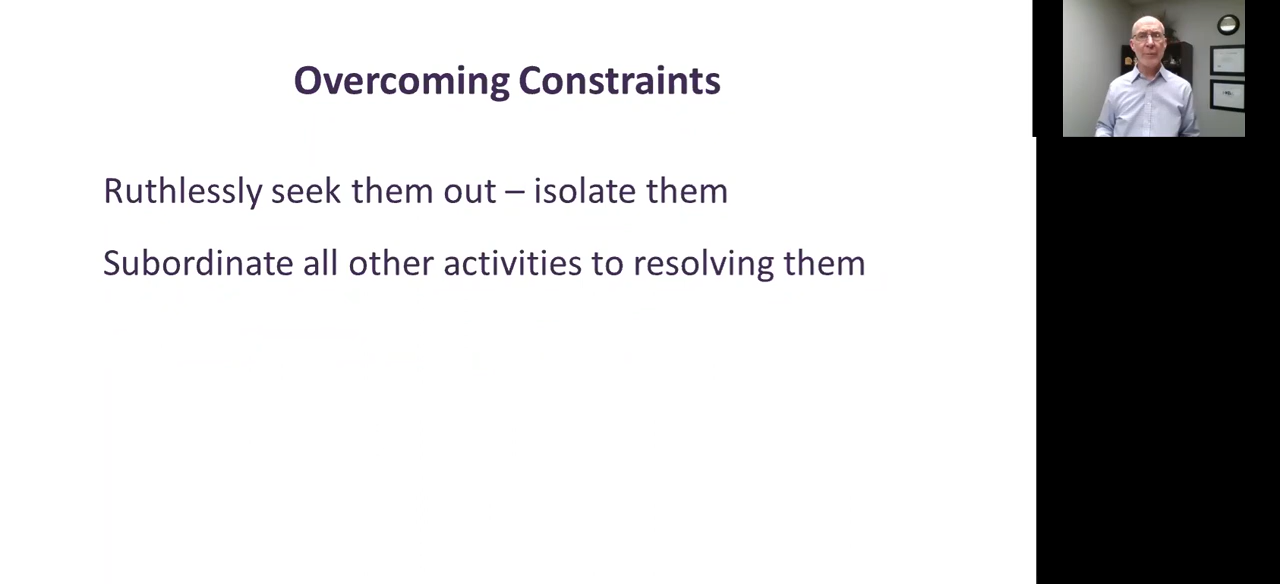 Overcoming Constraints
Ruthlessly seek them out – isolate them
Subordinate all other activities to resolving them